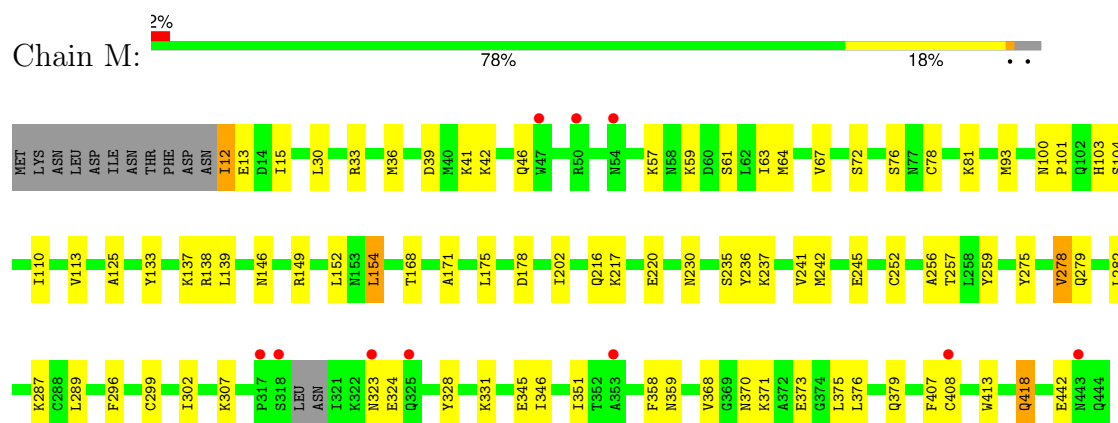 2%
Chain M:
78% 18% • •
MET LYS ASN LEU ASP ILE ASN THR PHE ASP ASN I12 E13 D14 I15 L30 R33 M36 D39 M40 K41 K42 Q46 W47 R50 N54 K57 N58 K59 D60 S61 L62 I63 M64 V67 S72 S76 N77 C78 K81 M93 N100 P101 Q102 H103 S104
I110 V113 A125 Y133 K137 R138 L139 N146 R149 L152 N153 L154 T168 A171 L175 D178 I202 Q216 K217 E220 N230 S235 Y236 K237 V241 M242 E245 C252 A256 T257 L258 Y259 Y275 V278 Q279 L282
K287 C288 L289 F296 C299 I302 K307 P317 S318 LEU ASN I321 K322 N323 E324 Q325 Y328 K331 E345 I346 I351 T352 A353 F358 N359 V368 G369 N370 K371 A372 E373 G374 L375 L376 Q379 F407 C408 W413 Q418 E442 N443 Q444